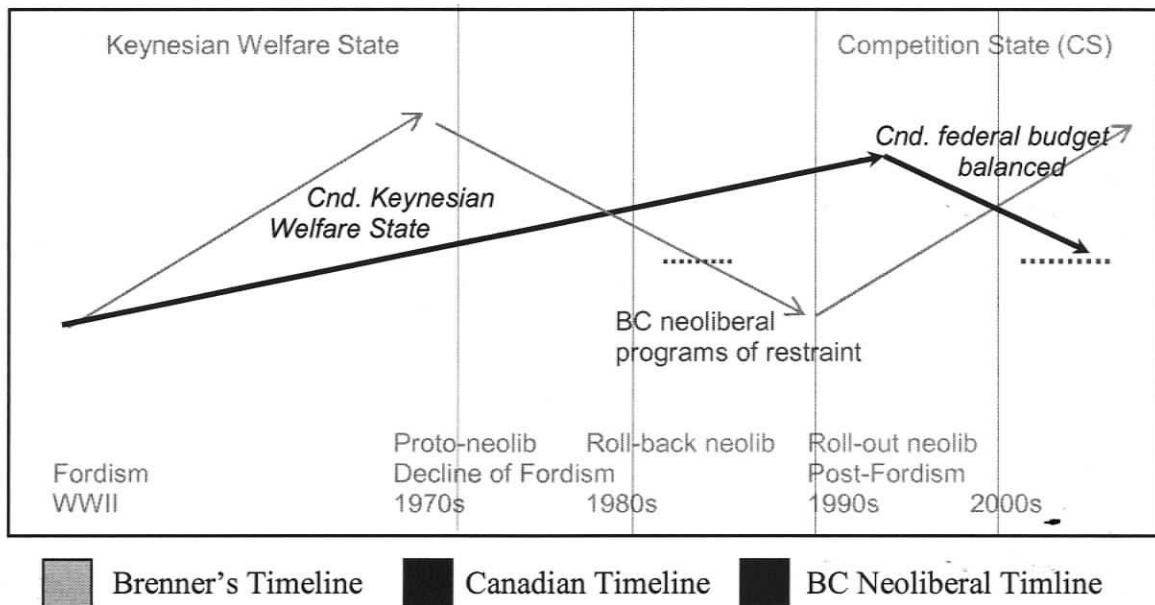 Keynesian Welfare State
Competition State (CS)
Cnd. federal budget
balanced
Cnd. Keynesian
Welfare State
BC neoliberal
programs of restraint
Proto-neolib
Decline of Fordism
Roll-back neolib
Roll-out neolib
Post-Fordism
Fordism
WWII
1970s
1980s
1990s
2000s
Brenner's Timeline
Canadian Timeline
BC Neoliberal Timline